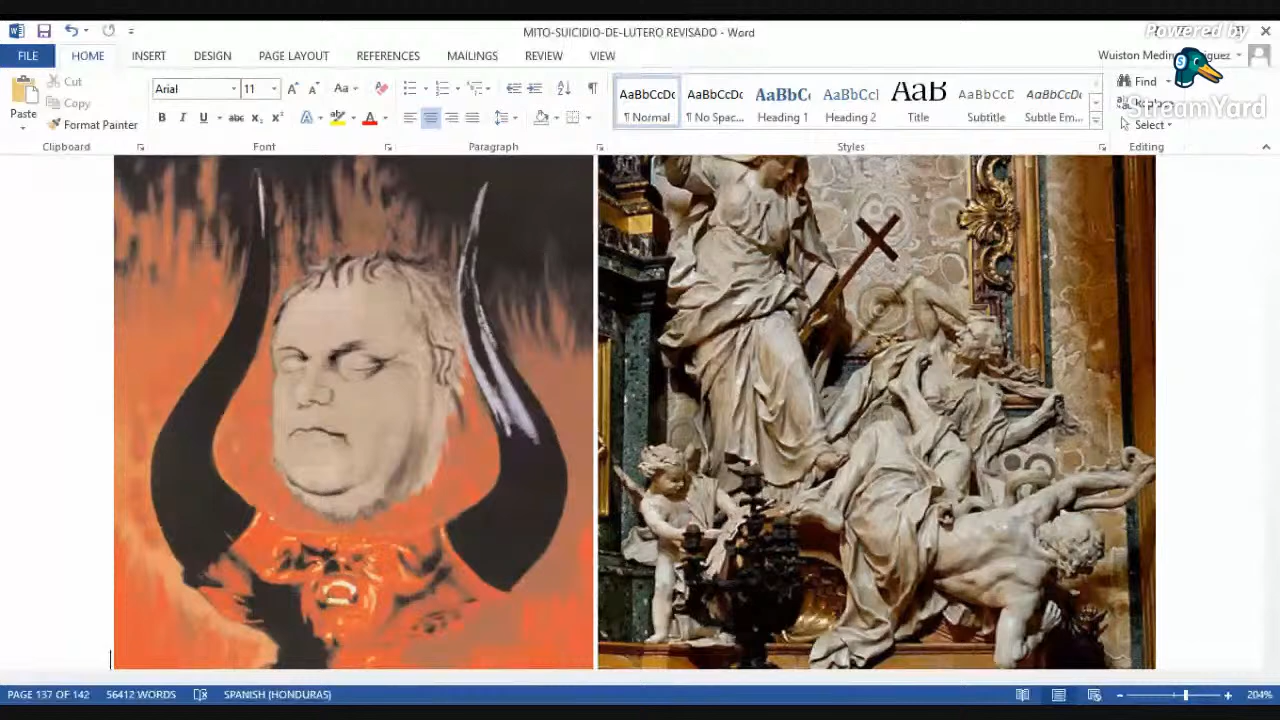 MITO-SUICIDIO-DE-LUTERO REVISADO - Word
Powered by
FILE HOME INSERT DESIGN PAGE LAYOUT REFERENCES MAILINGS REVIEW VIEW
Wuiston
StreamYard
Paste
Cut
Copy
Format Painter
Clipboard
Arial 11
Font
Paragraph
AaBbCcDc AaBbCcDc AaBbC AaBbCcI AaB AaBbCcD AaBbCcDc
¶ Normal ¶ No Spac... Heading 1 Heading 2 Title Subtitle Subtle Em...
Styles
Find
Select
Editing
PAGE 137 OF 142 56412 WORDS SPANISH (HONDURAS) 204%